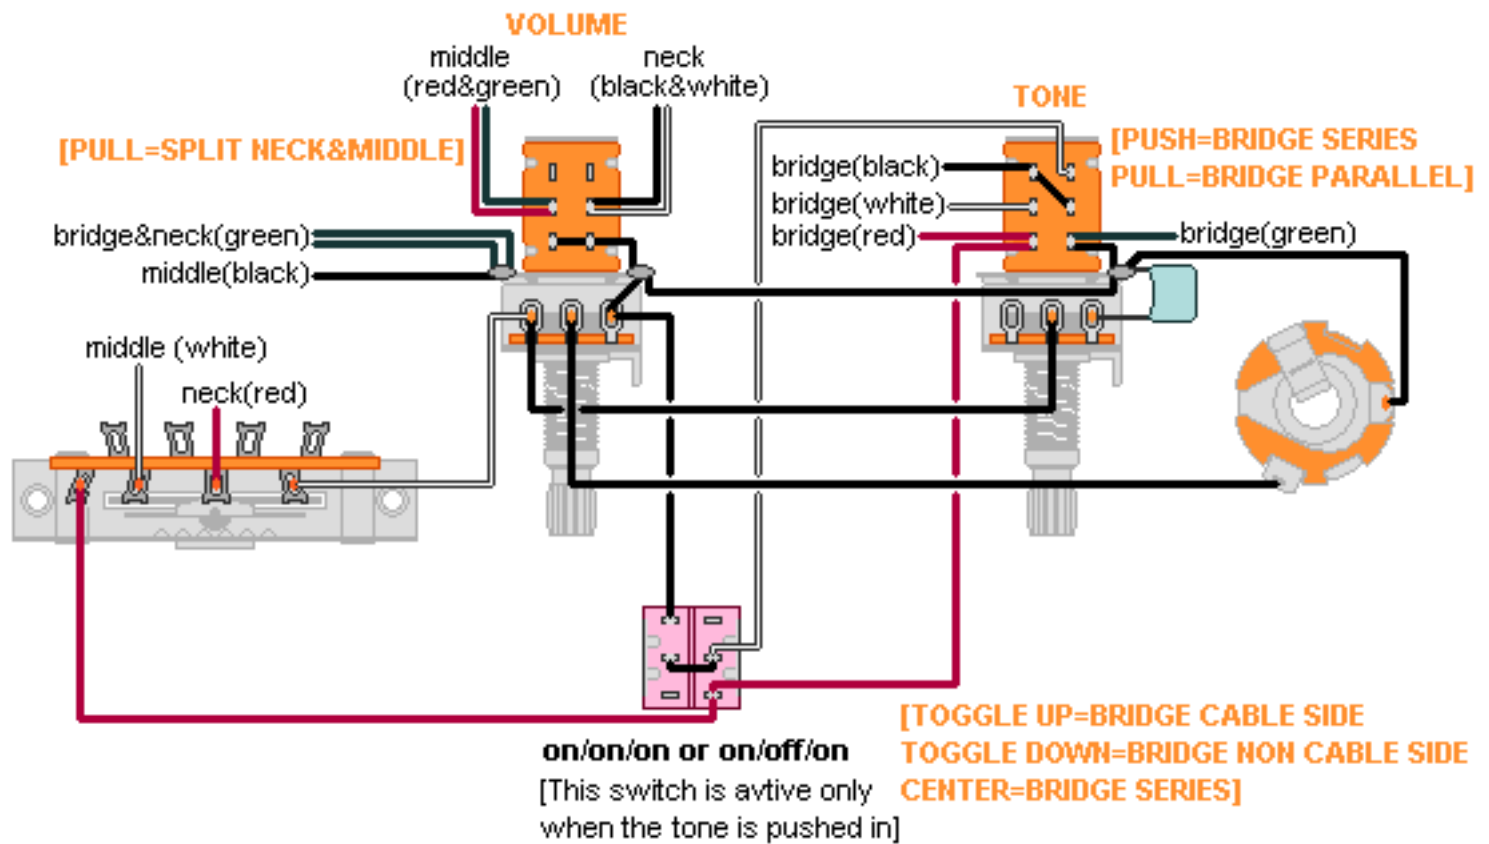 VOLUME
middle
(red&green)
neck
(black&white)
TONE
[PULL=SPLIT NECK&MIDDLE]
[PUSH=BRIDGE SERIES
PULL=BRIDGE PARALLEL]
bridge(black)
bridge(white)
bridge(red)
bridge(green)
bridge&neck(green)
middle(black)
middle (white)
neck(red)
on/on/on or on/off/on
[This switch is avtive only
when the tone is pushed in]
[TOGGLE UP=BRIDGE CABLE SIDE
TOGGLE DOWN=BRIDGE NON CABLE SIDE
CENTER=BRIDGE SERIES]